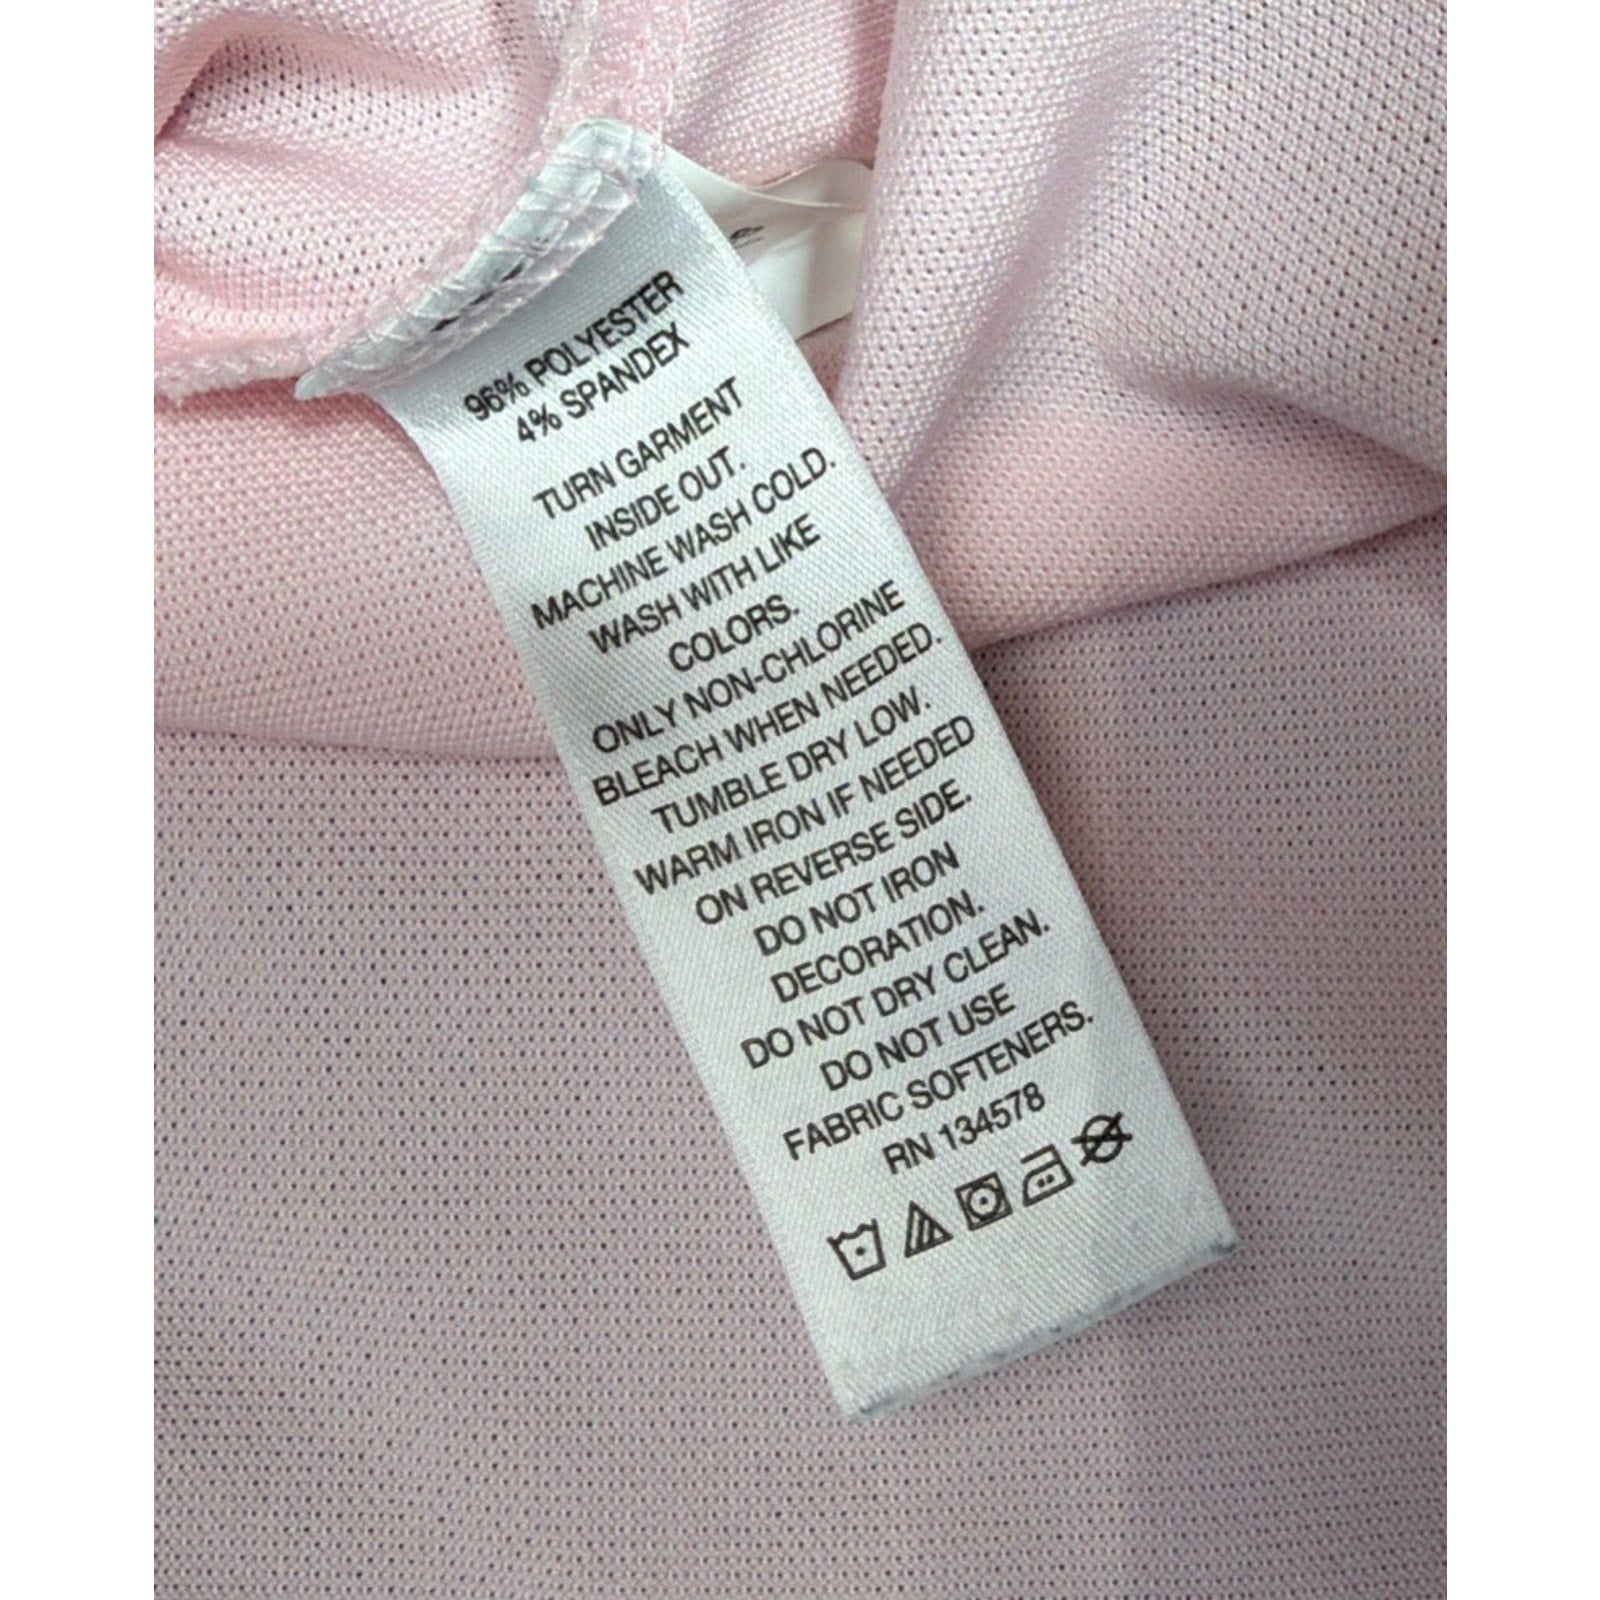 96% POLYESTER
4% SPANDEX
TURN GARMENT
INSIDE OUT.
MACHINE WASH COLD.
WASH WITH LIKE
COLORS.
ONLY NON-CHLORINE
BLEACH WHEN NEEDED.
TUMBLE DRY LOW.
WARM IRON IF NEEDED
ON REVERSE SIDE.
DO NOT IRON
DECORATION.
DO NOT DRY CLEAN.
DO NOT USE
FABRIC SOFTENERS.
RN 134578